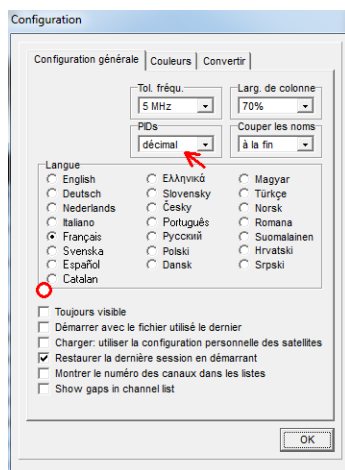 Configuration
Configuration générale Couleurs Convertir
Tol. fréqu. Larg. de colonne
5 MHz 70%
PIDs Couper les noms
décimal à la fin
Langue
English Ελληνικά Magyar
Deutsch Slovensky Türkçe
Nederlands Česky Norsk
Italiano Português Romana
Français Русский Suomalainen
Svenska Polski Hrvatski
Español Dansk Srpski
Catalan
Toujours visible
Démarrer avec le fichier utilisé le dernier
Charger: utiliser la configuration personelle des satellites
Restaurer la dernière session en démarrant
Montrer le numéro des canaux dans les listes
Show gaps in channel list
OK